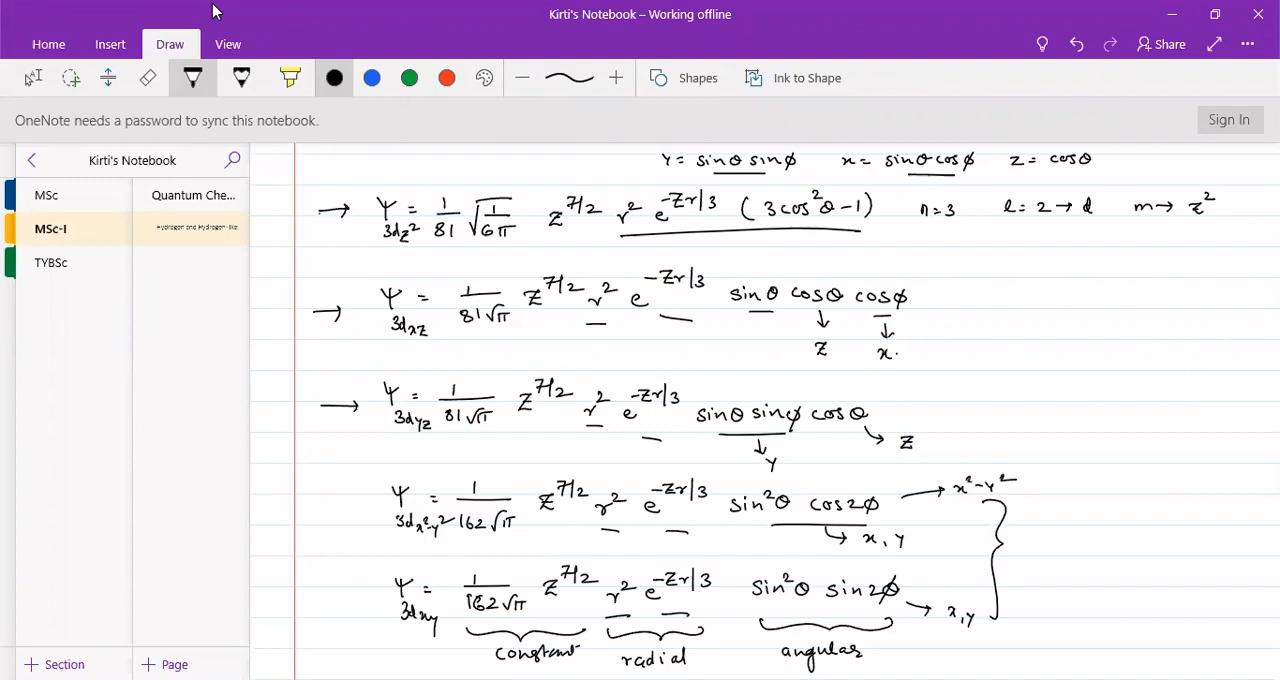 Kirti's Notebook – Working offline
Home Insert Draw View Share
Shapes Ink to Shape
OneNote needs a password to sync this notebook. Sign In
Kirti's Notebook
MSc
MSc-I
TYBSc
Quantum Che...
Hydrogen and Hydrogen-like
+ Section + Page
Y = sinθ sinϕ x = sinθ cosϕ z = cosθ
→ Ψ3dz² = 1/81 √1/6π Z^7/2 r² e^-Zr/3 (3cos²θ-1) n=3 l=2→d m→ z²
→ Ψ3dxz = 1/81√π Z^7/2 r² e^-Zr/3 sinθ cosθ cosϕ
↓ z ↓ x.
→ Ψ3dyz = 1/81√π Z^7/2 r² e^-Zr/3 sinθ sinϕ cosθ → z
↓ Y
Ψ3dx²-y² = 1/162√π Z^7/2 r² e^-Zr/3 sin²θ cos2ϕ → x²-y²
→ x, y
Ψ3dxy = 1/162√π Z^7/2 r² e^-Zr/3 sin²θ sin2ϕ → x,y
constant radial angular